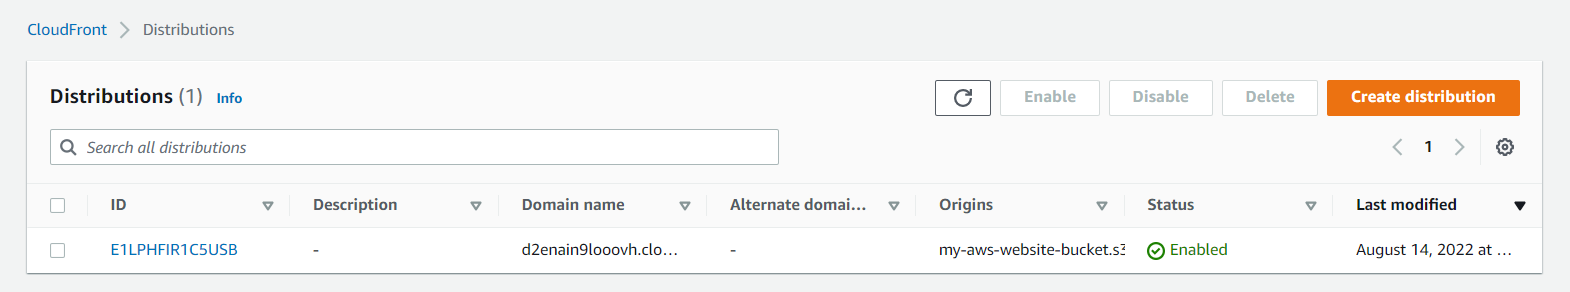 CloudFront > Distributions
Distributions (1) Info
Enable Disable Delete Create distribution
Search all distributions
1
ID Description Domain name Alternate domai... Origins Status Last modified
E1LPHFIR1C5USB - d2enain9looovh.clo... - my-aws-website-bucket.s3 Enabled August 14, 2022 at ...